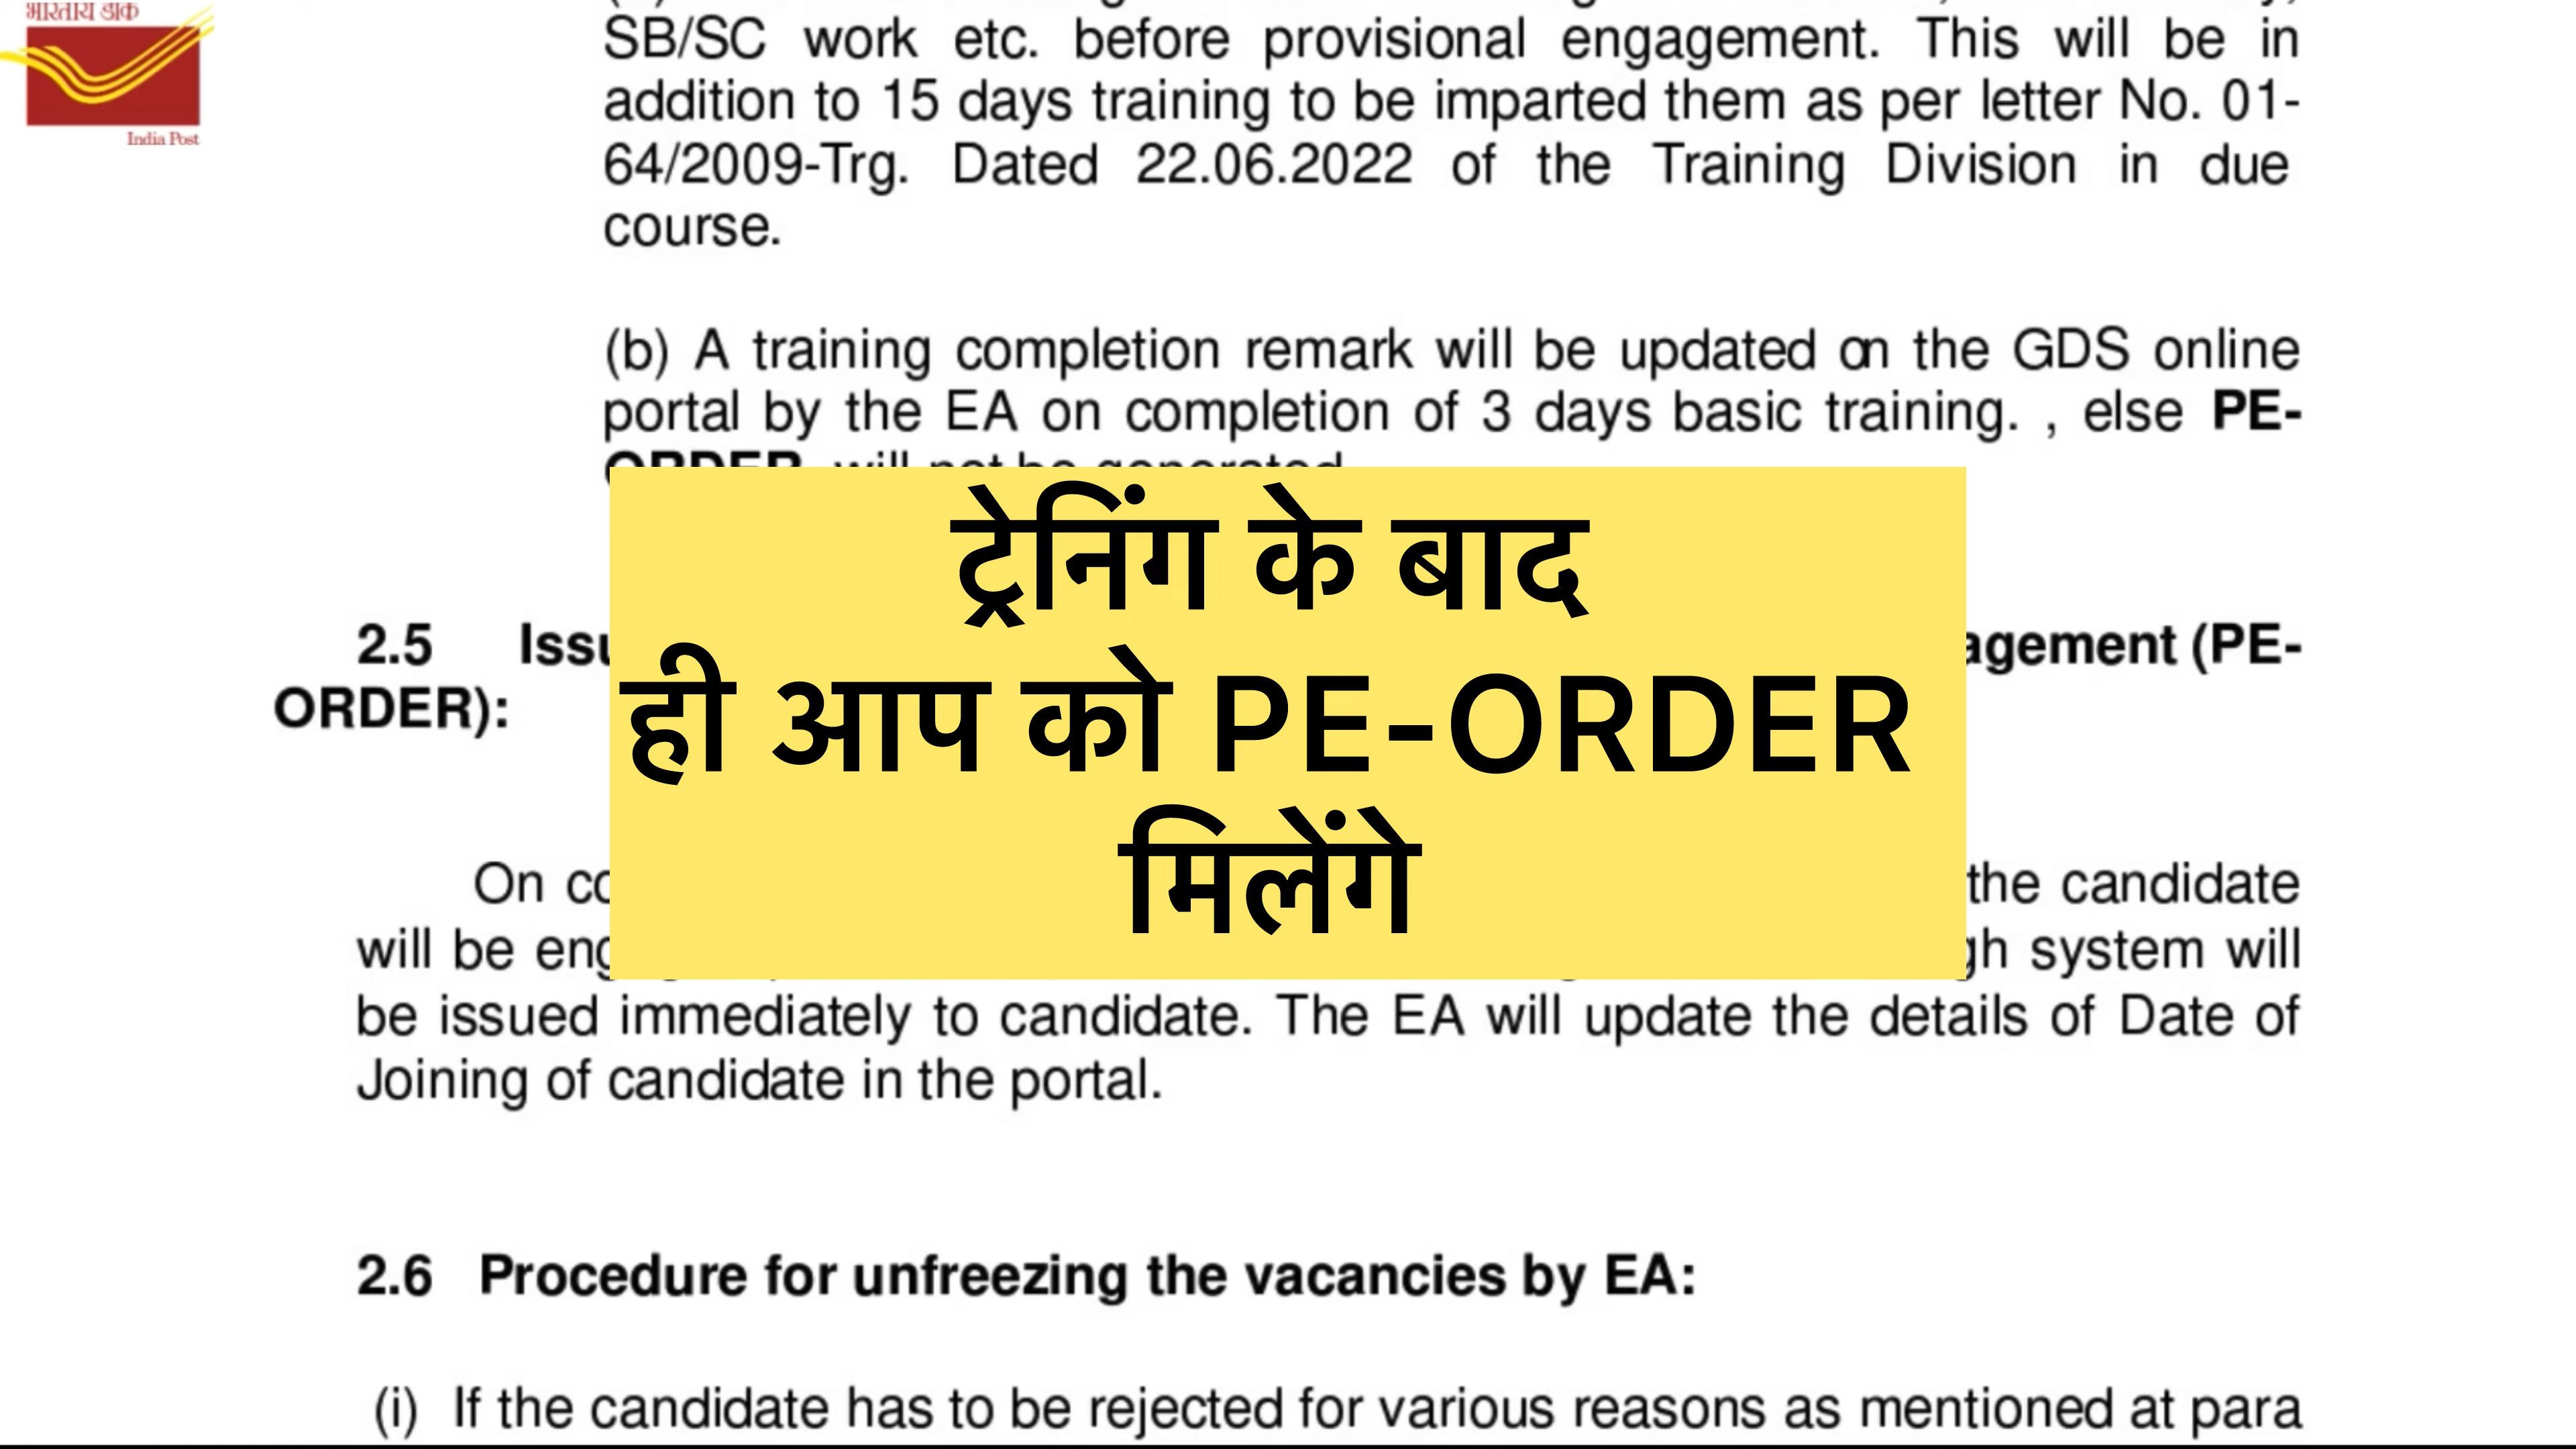 भारतीय डाक
India Post
SB/SC work etc. before provisional engagement. This will be in
addition to 15 days training to be imparted them as per letter No. 01-
64/2009-Trg. Dated 22.06.2022 of the Training Division in due
course.
(b) A training completion remark will be updated on the GDS online
portal by the EA on completion of 3 days basic training. , else PE-
ORDER will not be generated
ट्रेनिंग के बाद
ही आप को PE-ORDER
मिलेंगे
2.5 agement (PE-
ORDER):
On the candidate
will be system will
be issued immediately to candidate. The EA will update the details of Date of
Joining of candidate in the portal.
2.6 Procedure for unfreezing the vacancies by EA:
(i) If the candidate has to be rejected for various reasons as mentioned at para